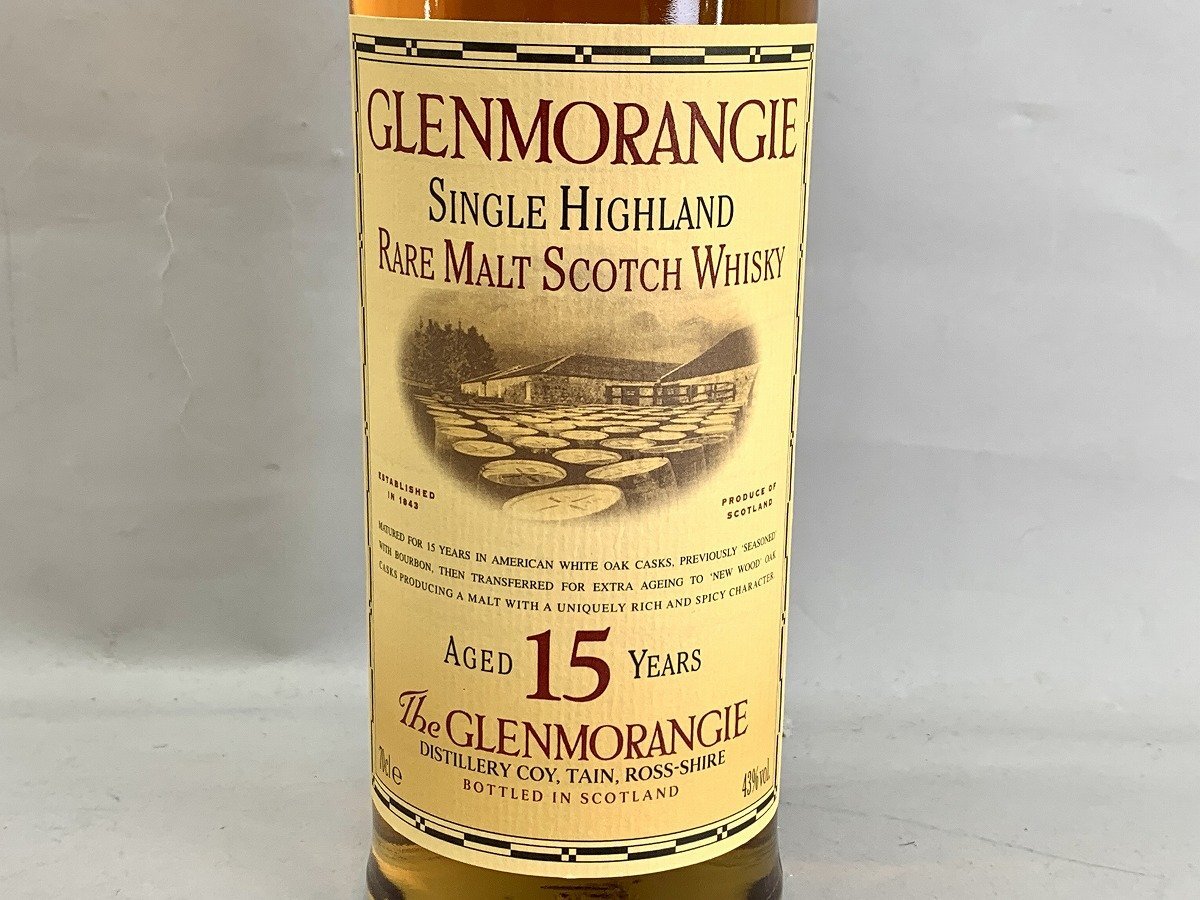 GLENMORANGIE
SINGLE HIGHLAND
RARE MALT SCOTCH WHISKY
ESTABLISHED
IN 1843
PRODUCE OF
SCOTLAND
MATURED FOR 15 YEARS IN AMERICAN WHITE OAK CASKS, PREVIOUSLY 'SEASONED'
WITH BOURBON, THEN TRANSFERRED FOR EXTRA AGEING TO 'NEW WOOD' OAK
CASKS PRODUCING A MALT WITH A UNIQUELY RICH AND SPICY CHARACTER
AGED 15 YEARS
The GLENMORANGIE
DISTILLERY COY, TAIN, ROSS-SHIRE
70cl e
BOTTLED IN SCOTLAND
43% vol.